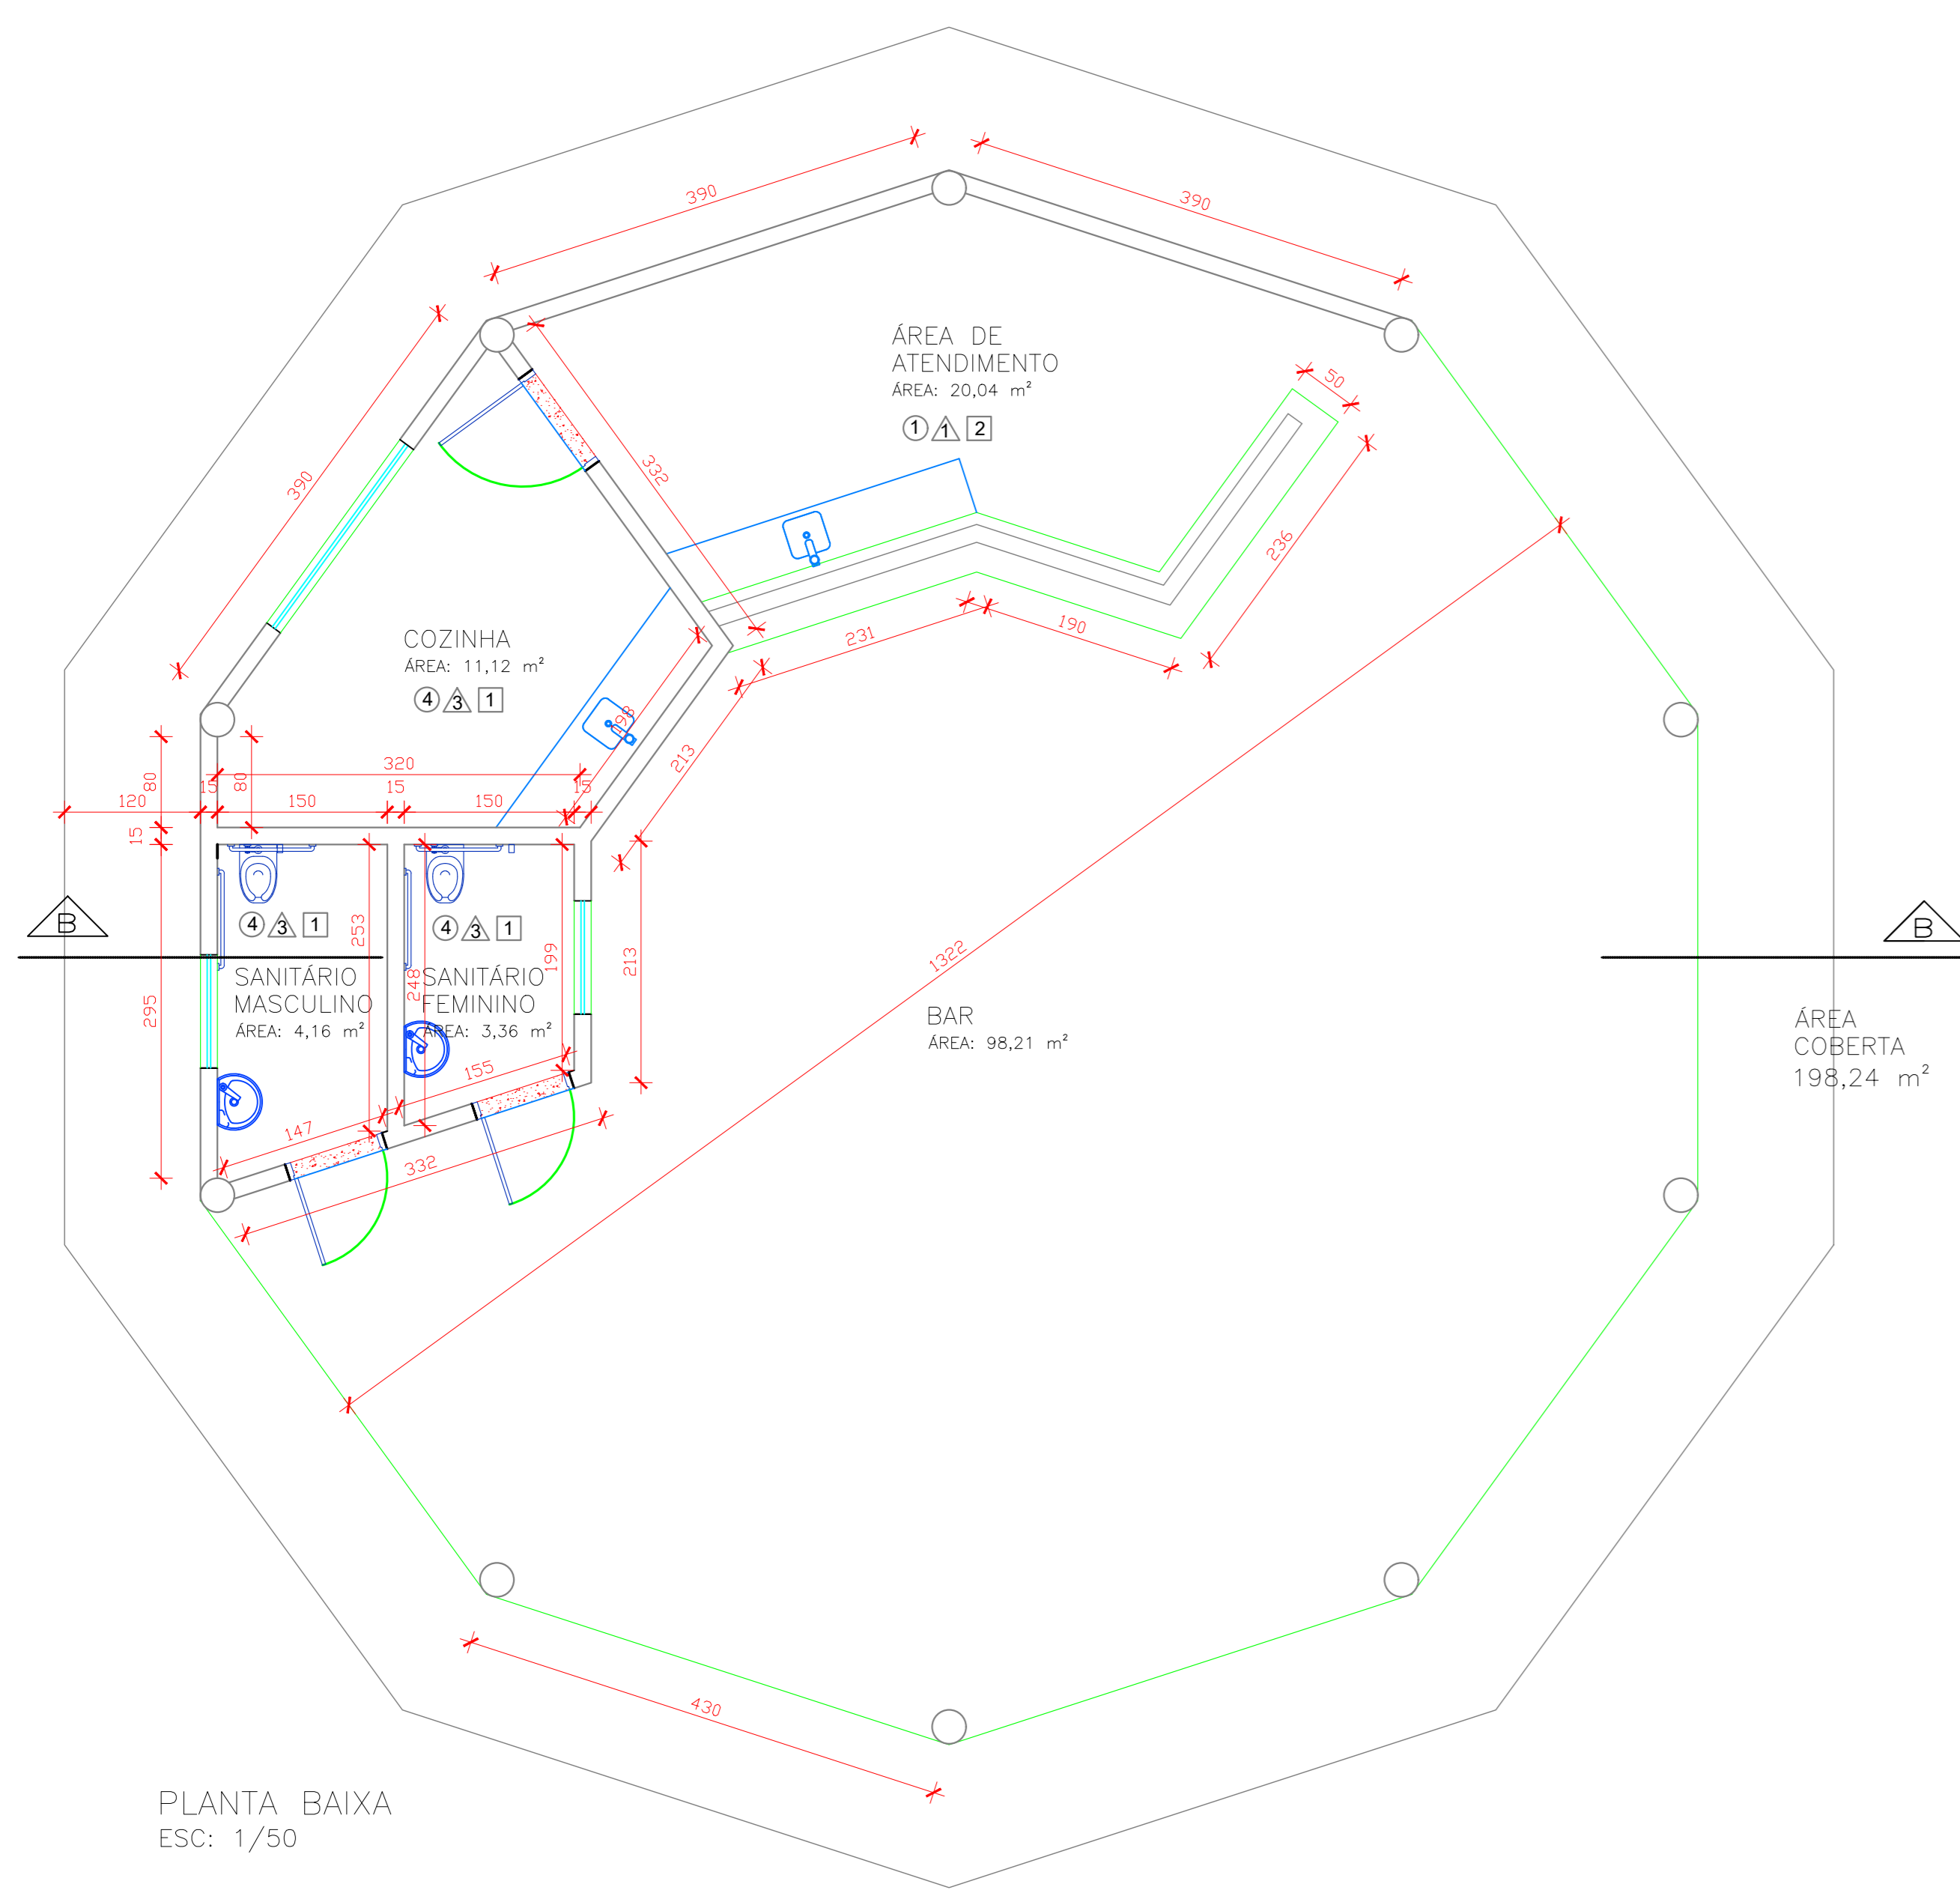 390
390
ÁREA DE
ATENDIMENTO
ÁREA: 20,04 m²
1 1 2
50
332
390
236
231
190
COZINHA
ÁREA: 11,12 m²
4 3 1
198
213
320
80
15
80
15
15
120
150
150
15
4 3 1
4 3 1
B
B
253
199
213
1322
248
295
SANITÁRIO
MASCULINO
ÁREA: 4,16 m²
SANITÁRIO
FEMININO
ÁREA: 3,36 m²
BAR
ÁREA: 98,21 m²
ÁREA
COBERTA
198,24 m²
155
147
332
430
PLANTA BAIXA
ESC: 1/50